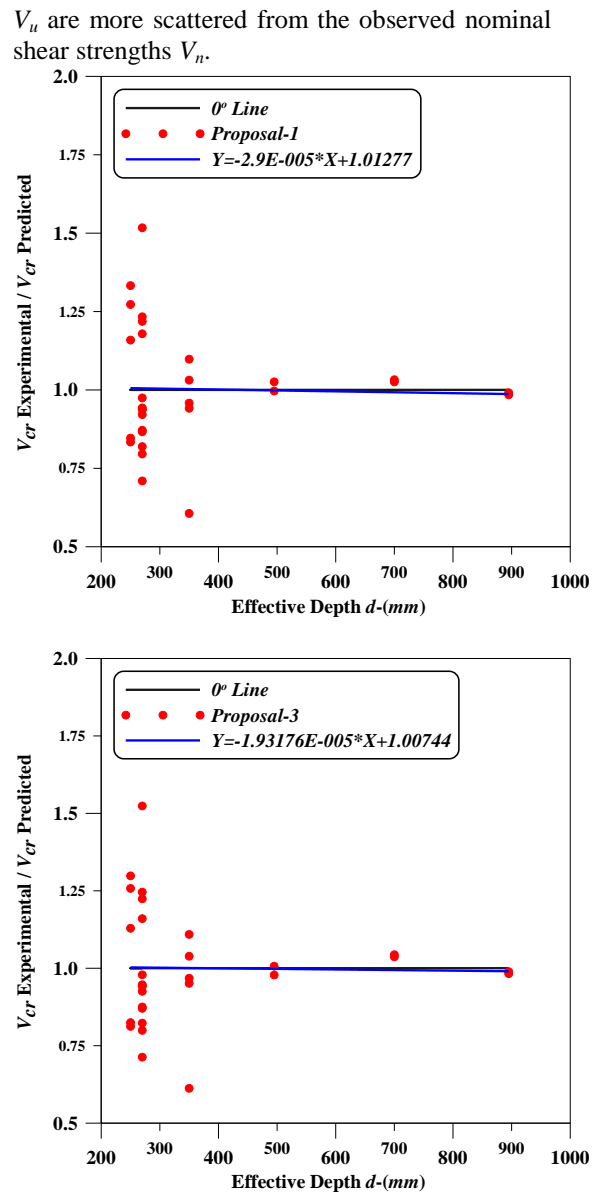 V_u are more scattered from the observed nominal
shear strengths V_n.
2.0
1.75
1.5
1.25
1.0
0.75
0.5
V_cr Experimental / V_cr Predicted
0° Line
Proposal-1
Y=-2.9E-005*X+1.01277
200 300 400 500 600 700 800 900 1000
Effective Depth d-(mm)
2.0
1.75
1.5
1.25
1.0
0.75
0.5
V_cr Experimental / V_cr Predicted
0° Line
Proposal-3
Y=-1.93176E-005*X+1.00744
200 300 400 500 600 700 800 900 1000
Effective Depth d-(mm)